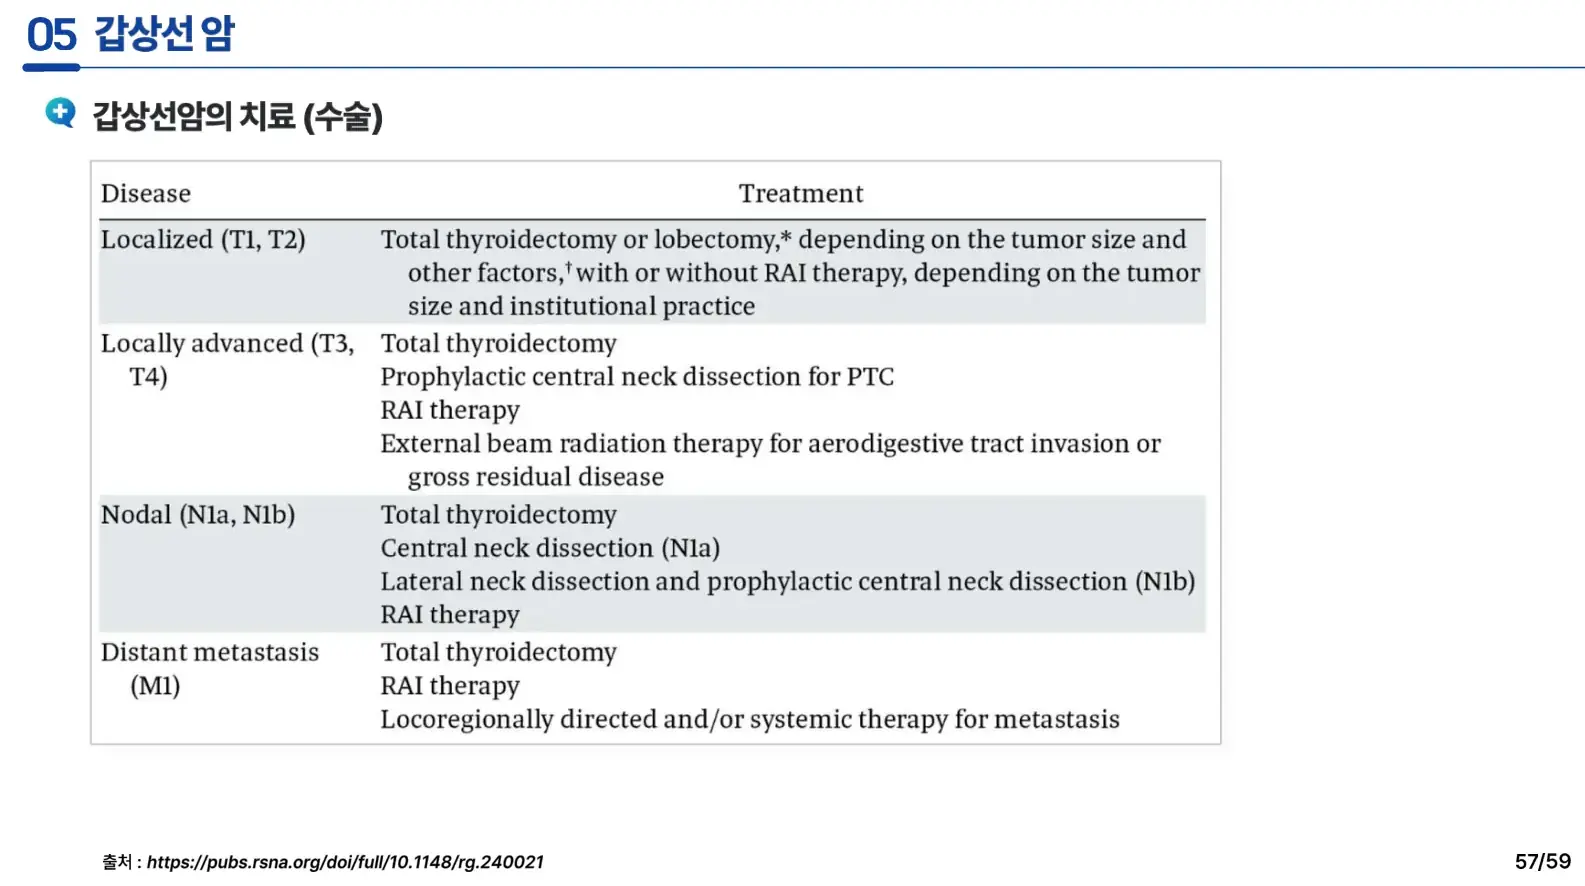 05 갑상선 암
갑상선암의 치료 (수술)
Disease Treatment
Localized (T1, T2) Total thyroidectomy or lobectomy,* depending on the tumor size and
other factors,† with or without RAI therapy, depending on the tumor
size and institutional practice
Locally advanced (T3, Total thyroidectomy
T4) Prophylactic central neck dissection for PTC
RAI therapy
External beam radiation therapy for aerodigestive tract invasion or
gross residual disease
Nodal (N1a, N1b) Total thyroidectomy
Central neck dissection (N1a)
Lateral neck dissection and prophylactic central neck dissection (N1b)
RAI therapy
Distant metastasis Total thyroidectomy
(M1) RAI therapy
Locoregionally directed and/or systemic therapy for metastasis
출처 : https://pubs.rsna.org/doi/full/10.1148/rg.240021
57/59